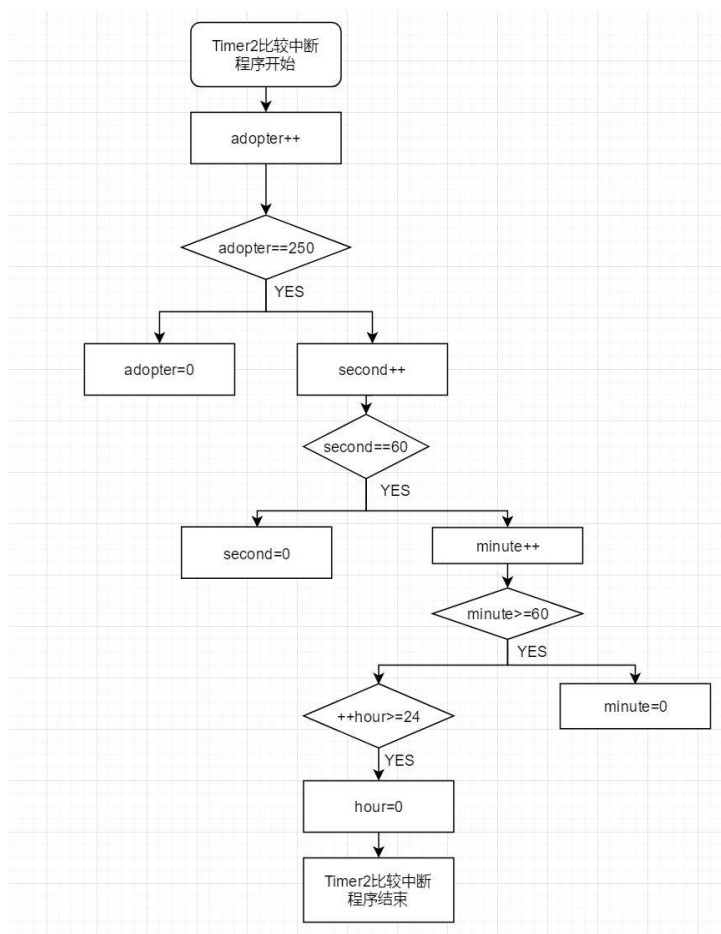 Timer2比较中断
程序开始
adopter++
adopter==250
YES
adopter=0
second++
second==60
YES
second=0
minute++
minute>=60
YES
++hour>=24
minute=0
YES
hour=0
Timer2比较中断
程序结束